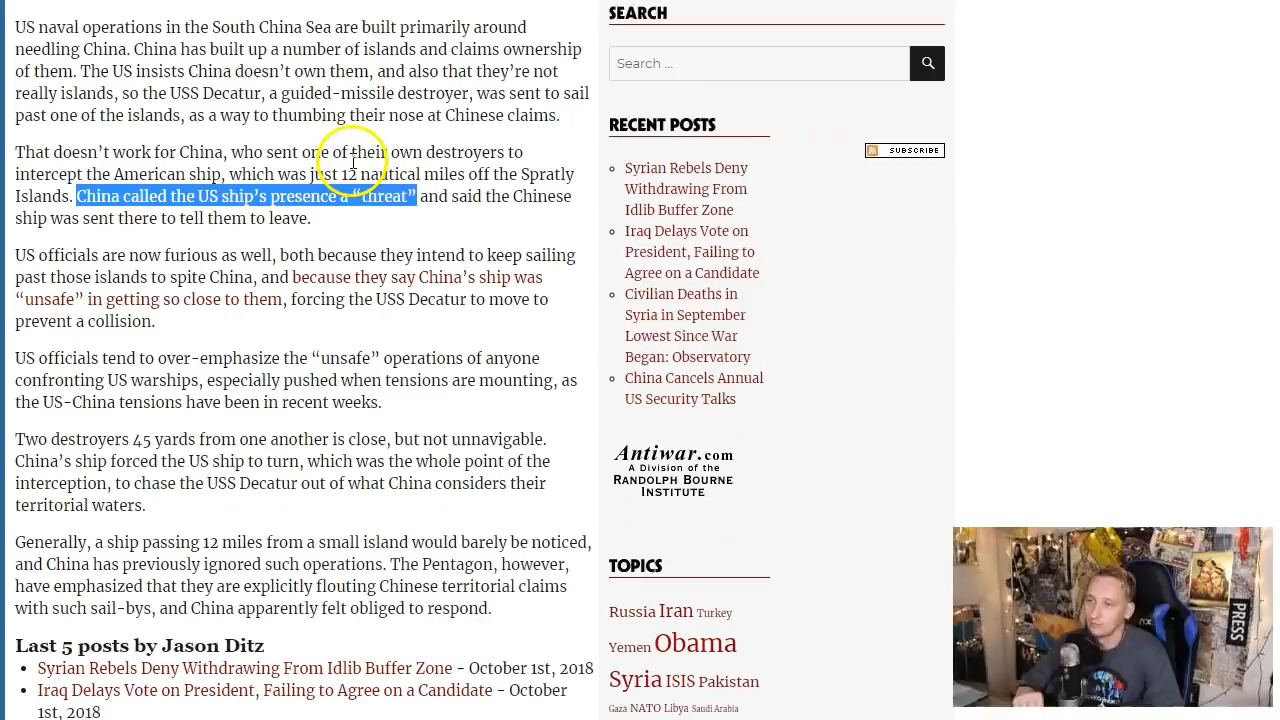 US naval operations in the South China Sea are built primarily around
needling China. China has built up a number of islands and claims ownership
of them. The US insists China doesn’t own them, and also that they’re not
really islands, so the USS Decatur, a guided-missile destroyer, was sent to sail
past one of the islands, as a way to thumbing their nose at Chinese claims.
That doesn’t work for China, who sent one of their own destroyers to
intercept the American ship, which was just 12 nautical miles off the Spratly
Islands. China called the US ship’s presence a “threat” and said the Chinese
ship was sent there to tell them to leave.
US officials are now furious as well, both because they intend to keep sailing
past those islands to spite China, and because they say China’s ship was
“unsafe” in getting so close to them, forcing the USS Decatur to move to
prevent a collision.
US officials tend to over-emphasize the “unsafe” operations of anyone
confronting US warships, especially pushed when tensions are mounting, as
the US-China tensions have been in recent weeks.
Two destroyers 45 yards from one another is close, but not unnavigable.
China’s ship forced the US ship to turn, which was the whole point of the
interception, to chase the USS Decatur out of what China considers their
territorial waters.
Generally, a ship passing 12 miles from a small island would barely be noticed,
and China has previously ignored such operations. The Pentagon, however,
have emphasized that they are explicitly flouting Chinese territorial claims
with such sail-bys, and China apparently felt obliged to respond.
Last 5 posts by Jason Ditz
Syrian Rebels Deny Withdrawing From Idlib Buffer Zone - October 1st, 2018
Iraq Delays Vote on President, Failing to Agree on a Candidate - October
1st, 2018
SEARCH
Search ...
RECENT POSTS
SUBSCRIBE
Syrian Rebels Deny
Withdrawing From
Idlib Buffer Zone
Iraq Delays Vote on
President, Failing to
Agree on a Candidate
Civilian Deaths in
Syria in September
Lowest Since War
Began: Observatory
China Cancels Annual
US Security Talks
Antiwar.com
A Division of the
RANDOLPH BOURNE
INSTITUTE
TOPICS
Russia Iran Turkey
Yemen Obama
Syria ISIS Pakistan
Gaza NATO Libya Saudi Arabia
PRESS